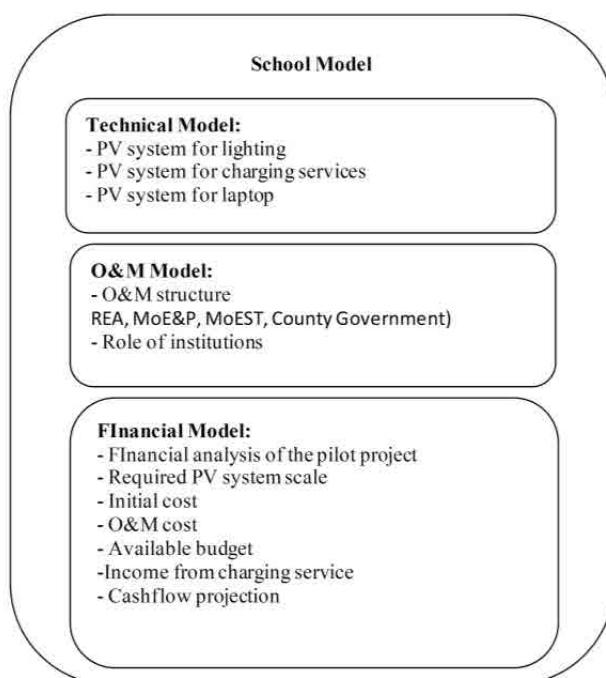 School Model
Technical Model:
- PV system for lighting
- PV system for charging services
- PV system for laptop
O&M Model:
- O&M structure
REA, MoE&P, MoEST, County Government)
- Role of institutions
FInancial Model:
- FInancial analysis of the pilot project
- Required PV system scale
- Initial cost
- O&M cost
- Available budget
-Income from charging service
- Cashflow projection